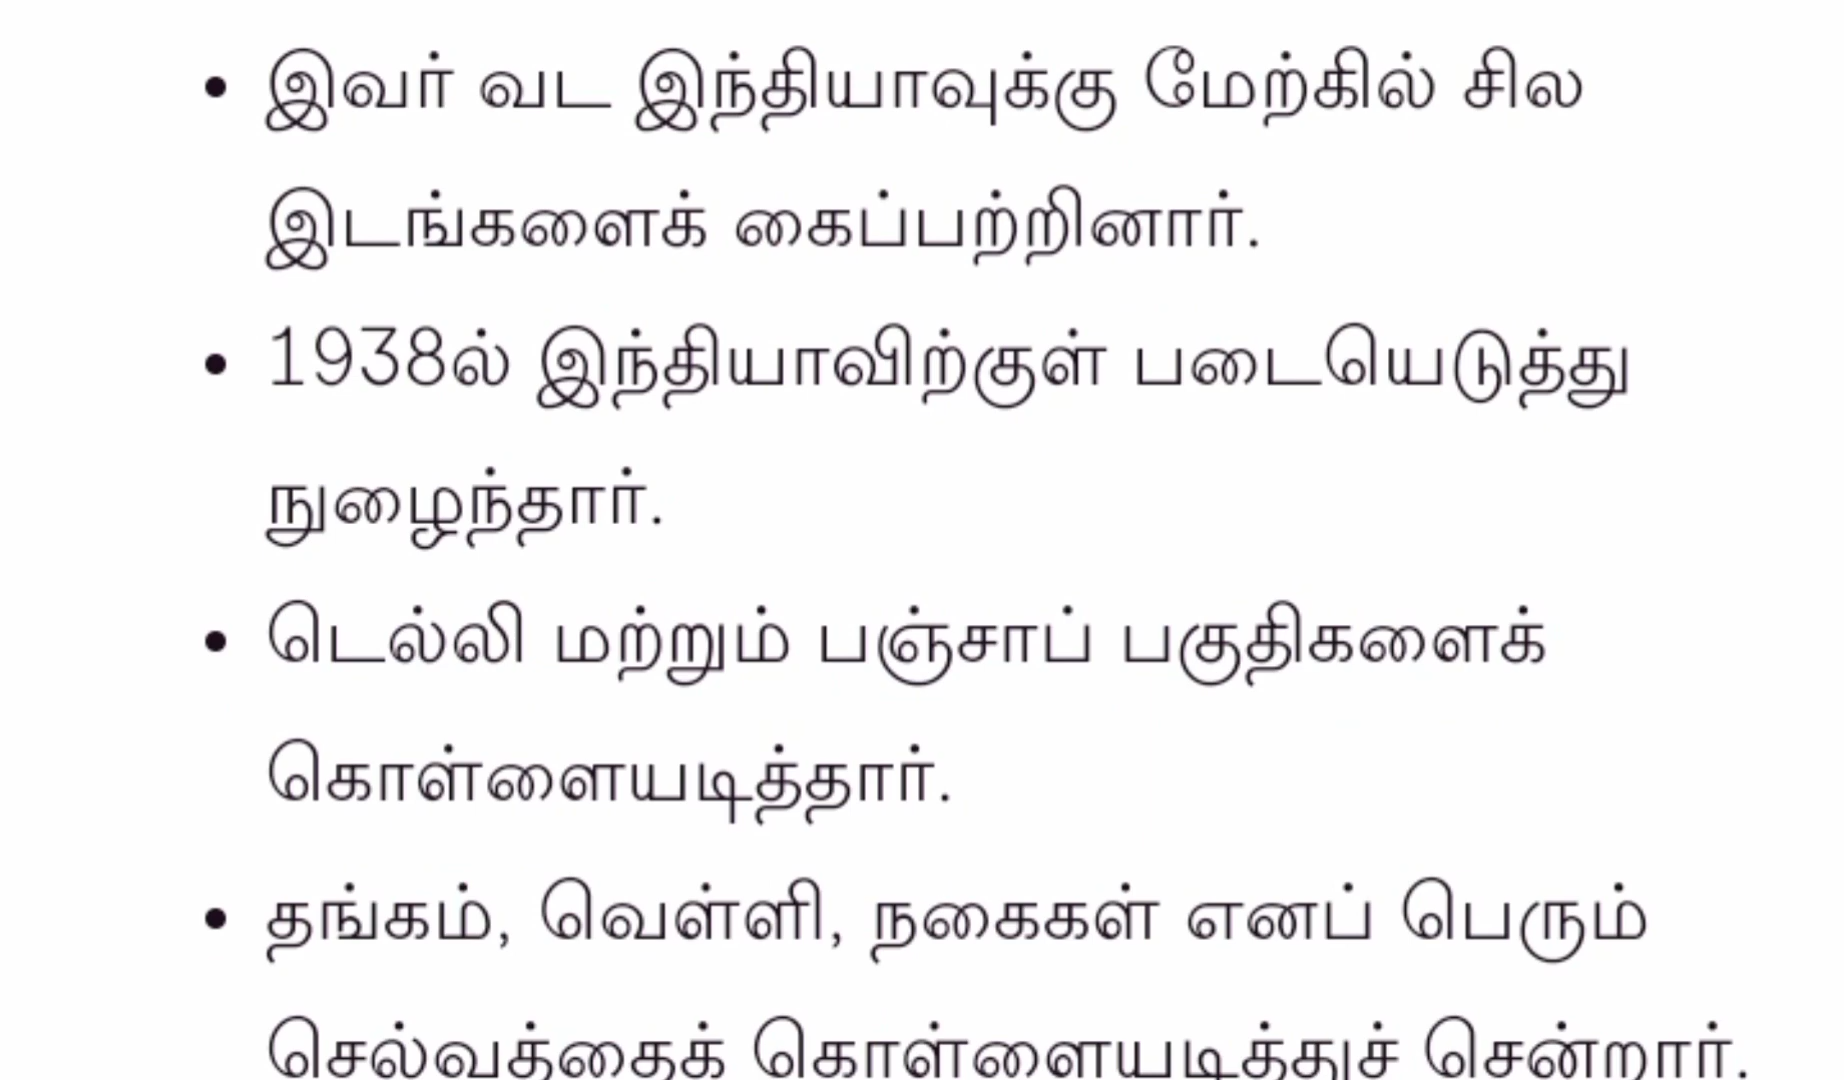 • இவர் வட இந்தியாவுக்கு மேற்கில் சில
இடங்களைக் கைப்பற்றினார்.
• 1938ல் இந்தியாவிற்குள் படையெடுத்து
நுழைந்தார்.
• டெல்லி மற்றும் பஞ்சாப் பகுதிகளைக்
கொள்ளையடித்தார்.
• தங்கம், வெள்ளி, நகைகள் எனப் பெரும்
செல்வத்தைக் கொள்ளையடித்துச் சென்றார்.